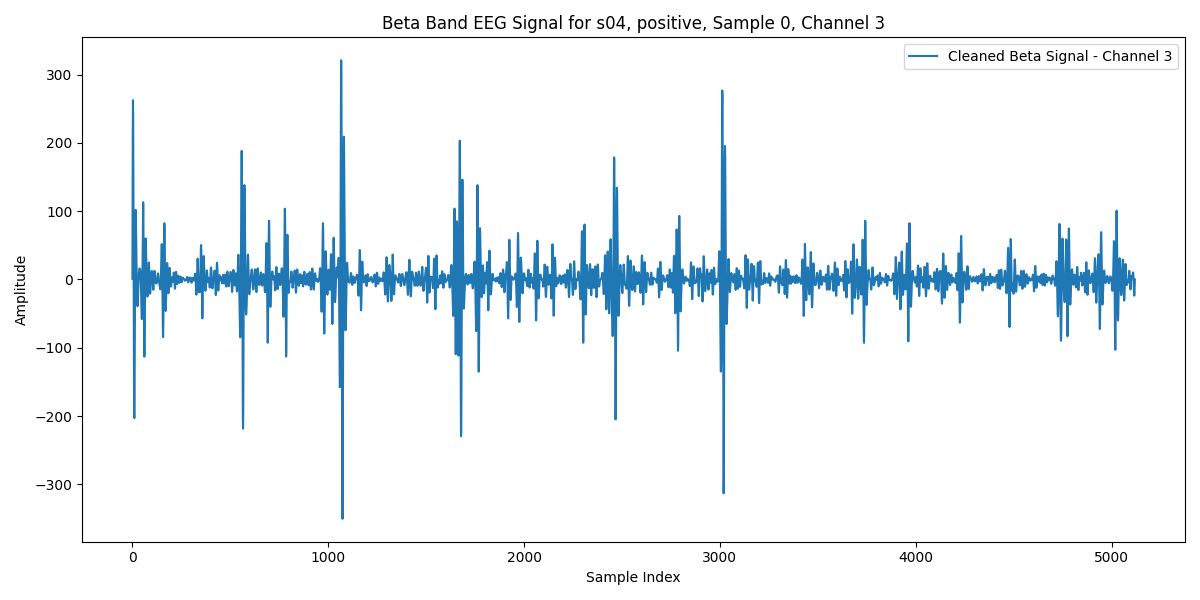 Beta Band EEG Signal for s04, positive, Sample 0, Channel 3
Cleaned Beta Signal - Channel 3
300
200
100
0
−100
−200
−300
Amplitude
0 1000 2000 3000 4000 5000
Sample Index